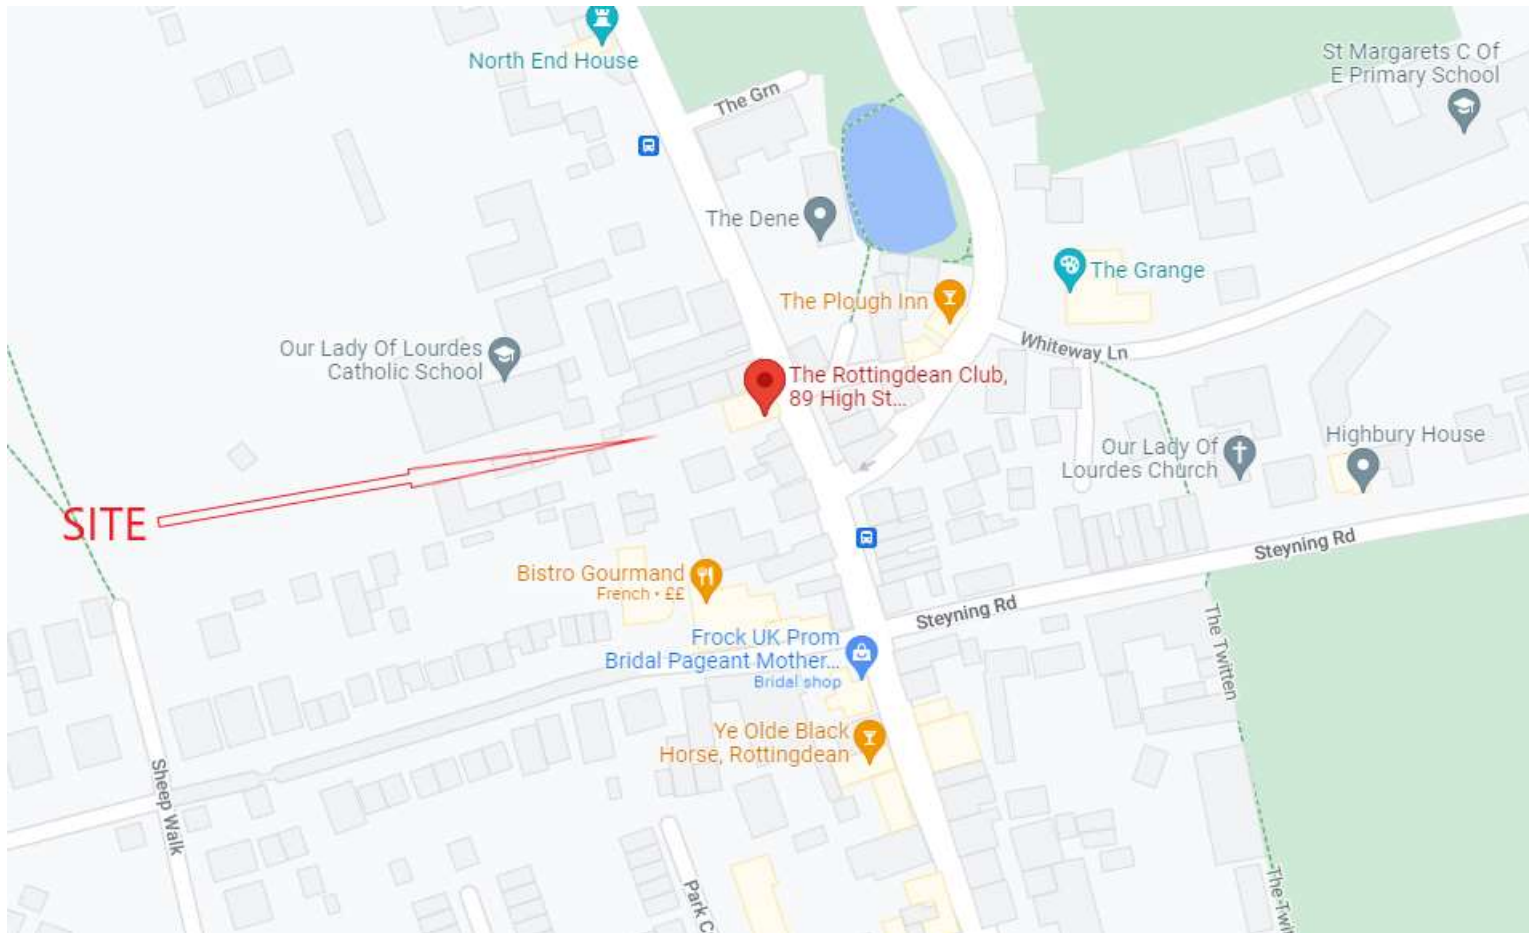 North End House
St Margarets C Of
E Primary School
The Grn
The Dene
The Grange
The Plough Inn
Whiteway Ln
Our Lady Of Lourdes
Catholic School
The Rottingdean Club,
89 High St...
Our Lady Of
Lourdes Church
Highbury House
SITE
Steyning Rd
Bistro Gourmand
French • ££
Steyning Rd
The Twitten
Frock UK Prom
Bridal Pageant Mother...
Bridal shop
Ye Olde Black
Horse, Rottingdean
Sheep Walk
Park C
The Twit